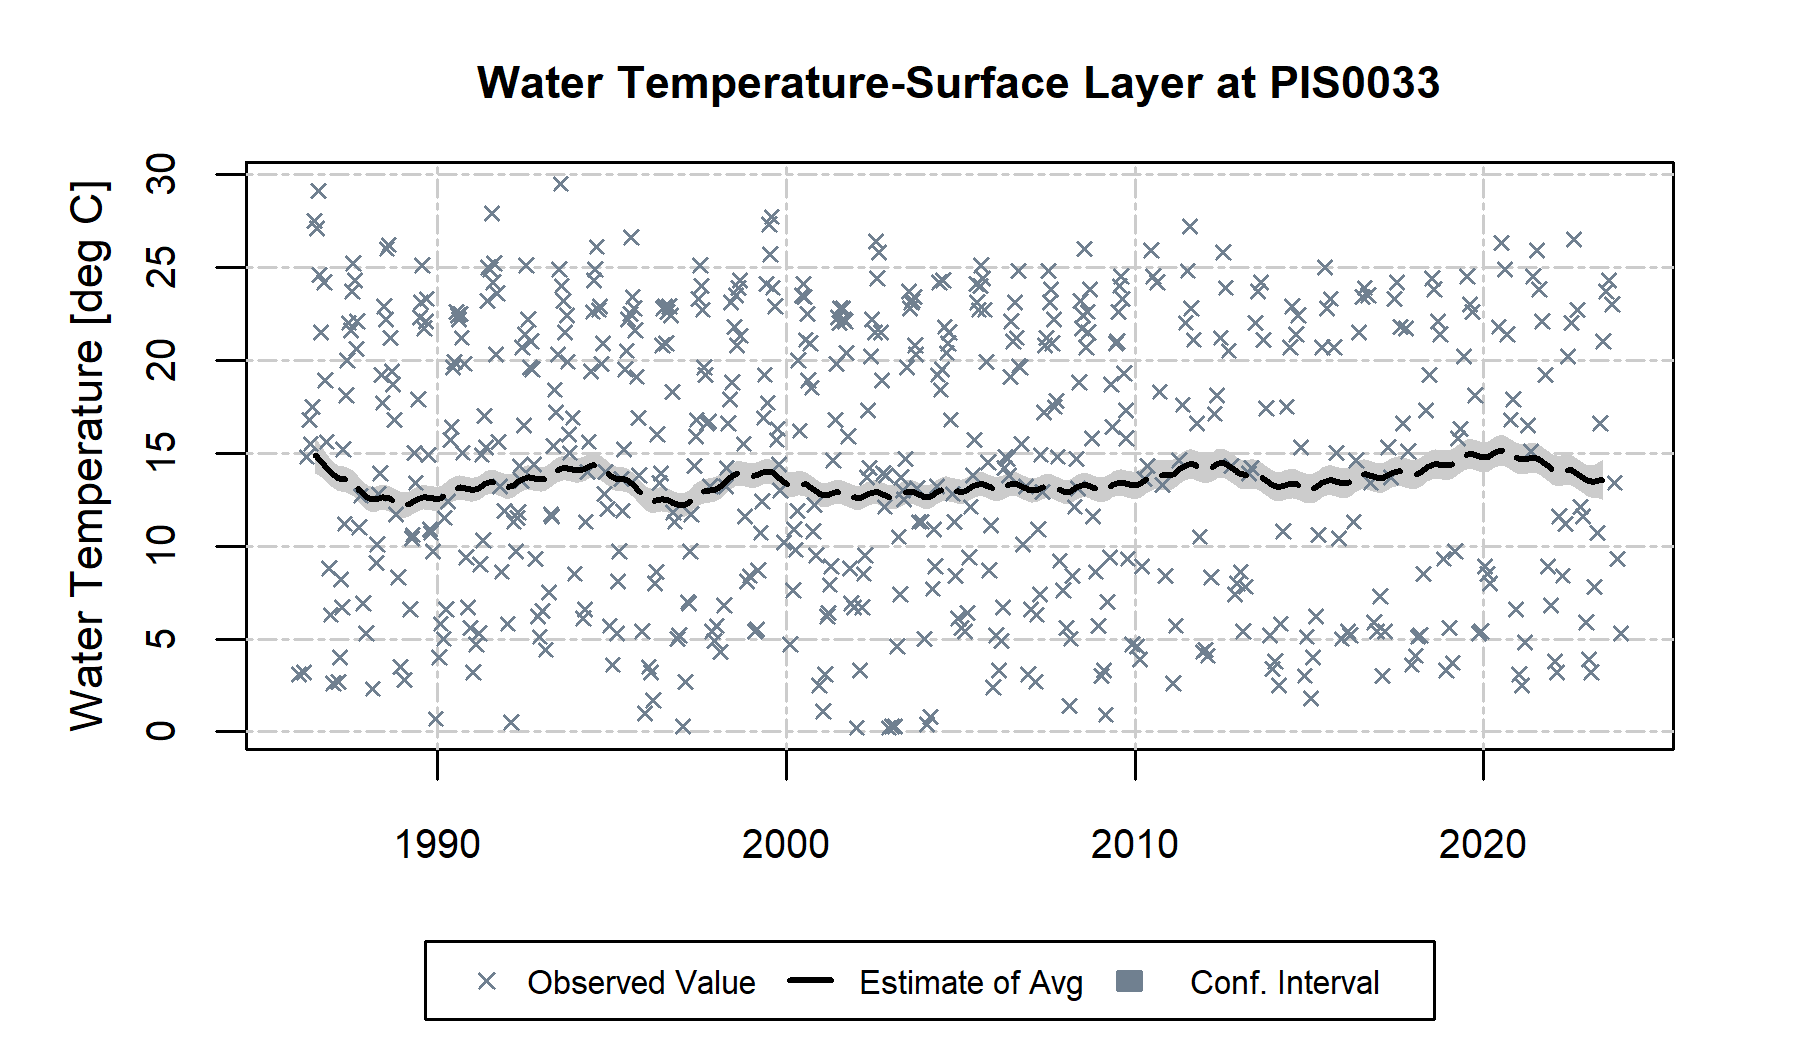 Water Temperature-Surface Layer at PIS0033
Water Temperature [deg C]
30
25
20
15
10
5
0
1990 2000 2010 2020
Observed Value Estimate of Avg Conf. Interval